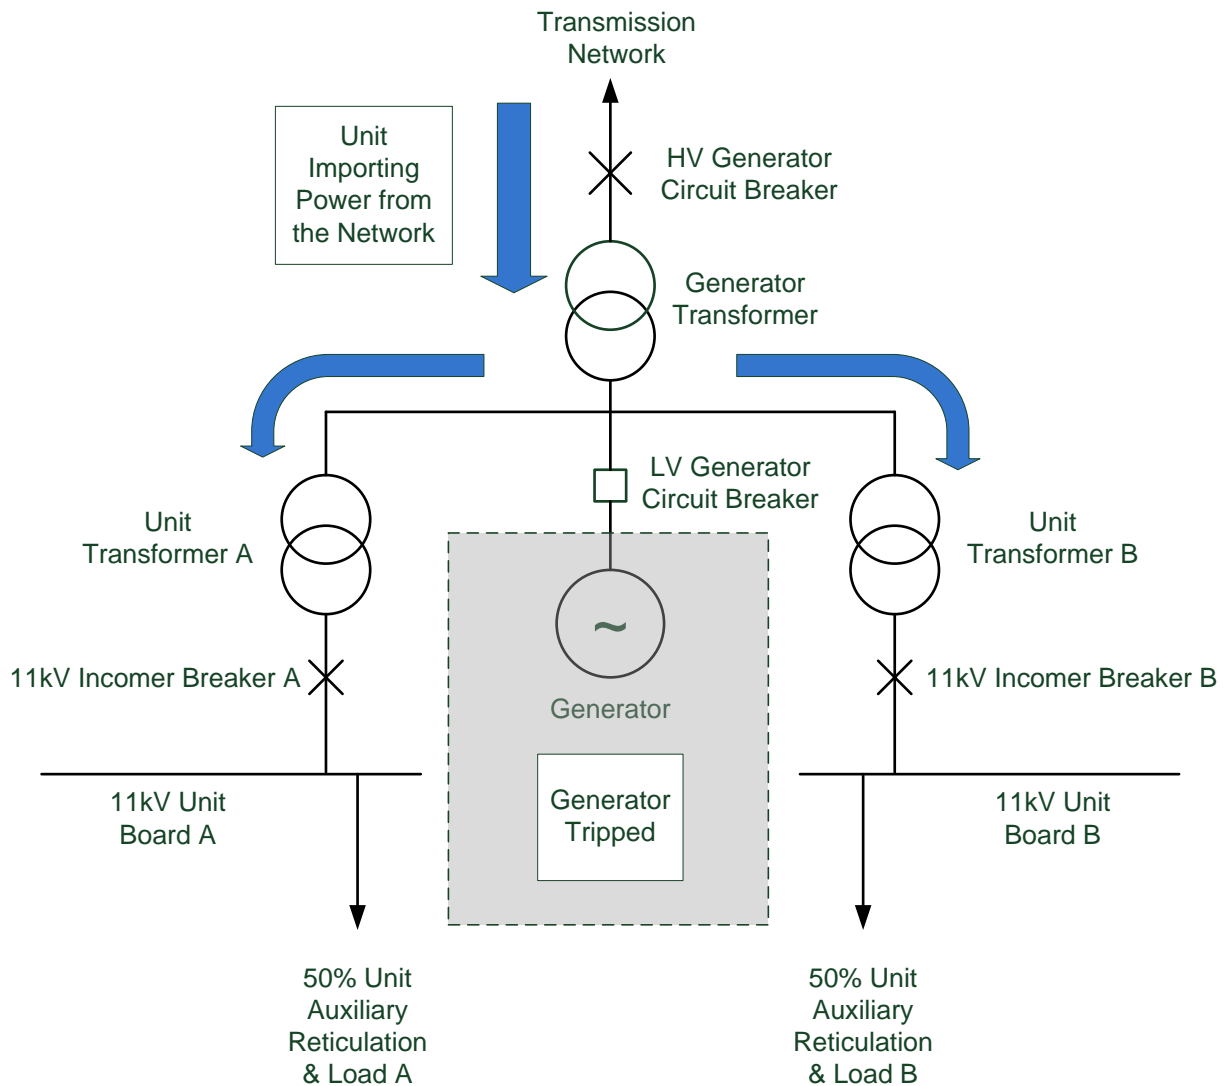 Transmission
Network
Unit
Importing
Power from
the Network
HV Generator
Circuit Breaker
Generator
Transformer
LV Generator
Circuit Breaker
Unit
Transformer A
Unit
Transformer B
~
11kV Incomer Breaker A
11kV Incomer Breaker B
Generator
Generator
Tripped
11kV Unit
Board A
11kV Unit
Board B
50% Unit
Auxiliary
Reticulation
& Load A
50% Unit
Auxiliary
Reticulation
& Load B